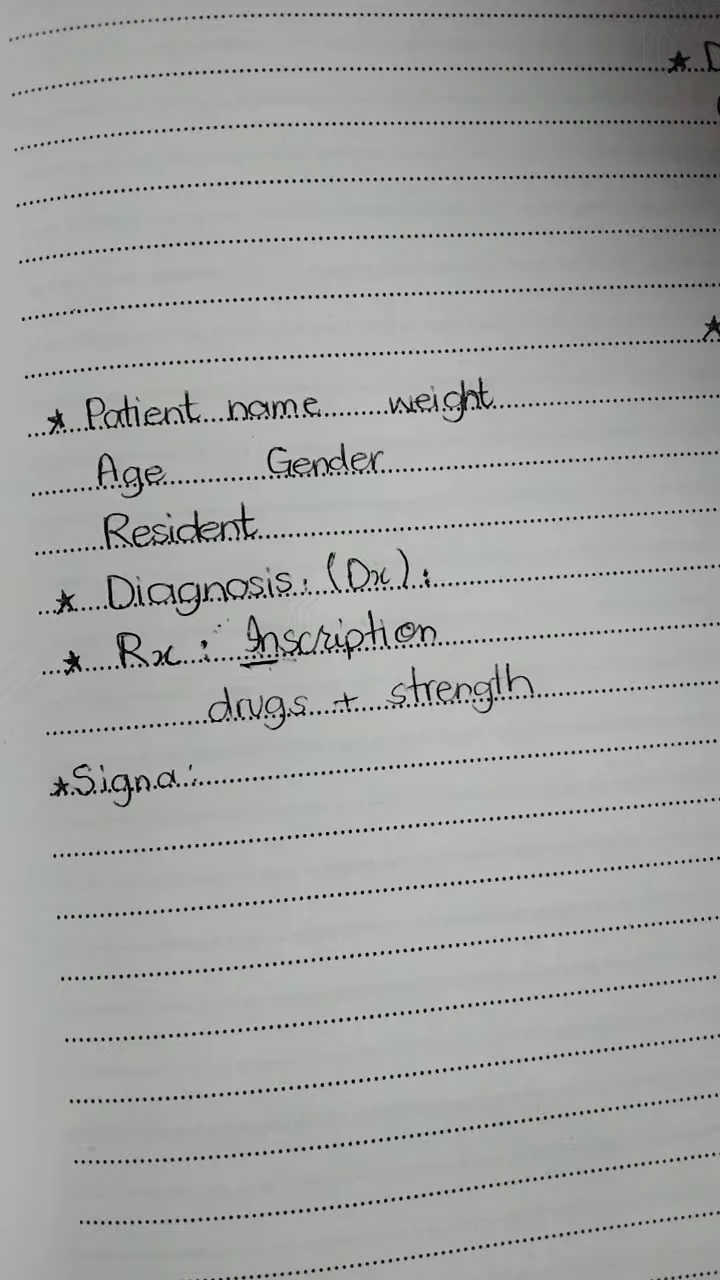 ★ D
★ Patient name weight
Age Gender
Resident
★ Diagnosis: (Dx):
★ Rx: Inscription
drugs + strength
★ Signa: